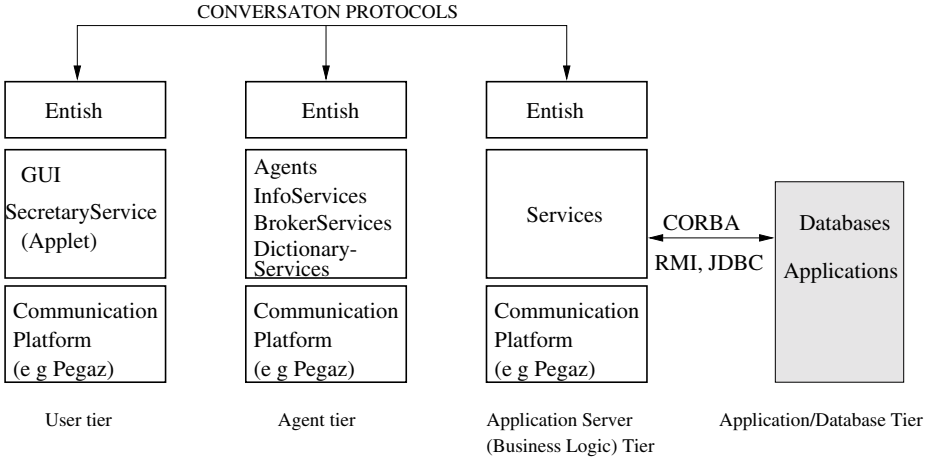 CONVERSATON PROTOCOLS
Entish
GUI
SecretaryService
(Applet)
Communication
Platform
(e g Pegaz)
User tier
Entish
Agents
InfoServices
BrokerServices
Dictionary-
Services
Communication
Platform
(e g Pegaz)
Agent tier
Entish
Services
Communication
Platform
(e g Pegaz)
Application Server
(Business Logic) Tier
CORBA
RMI, JDBC
Databases
Applications
Application/Database Tier